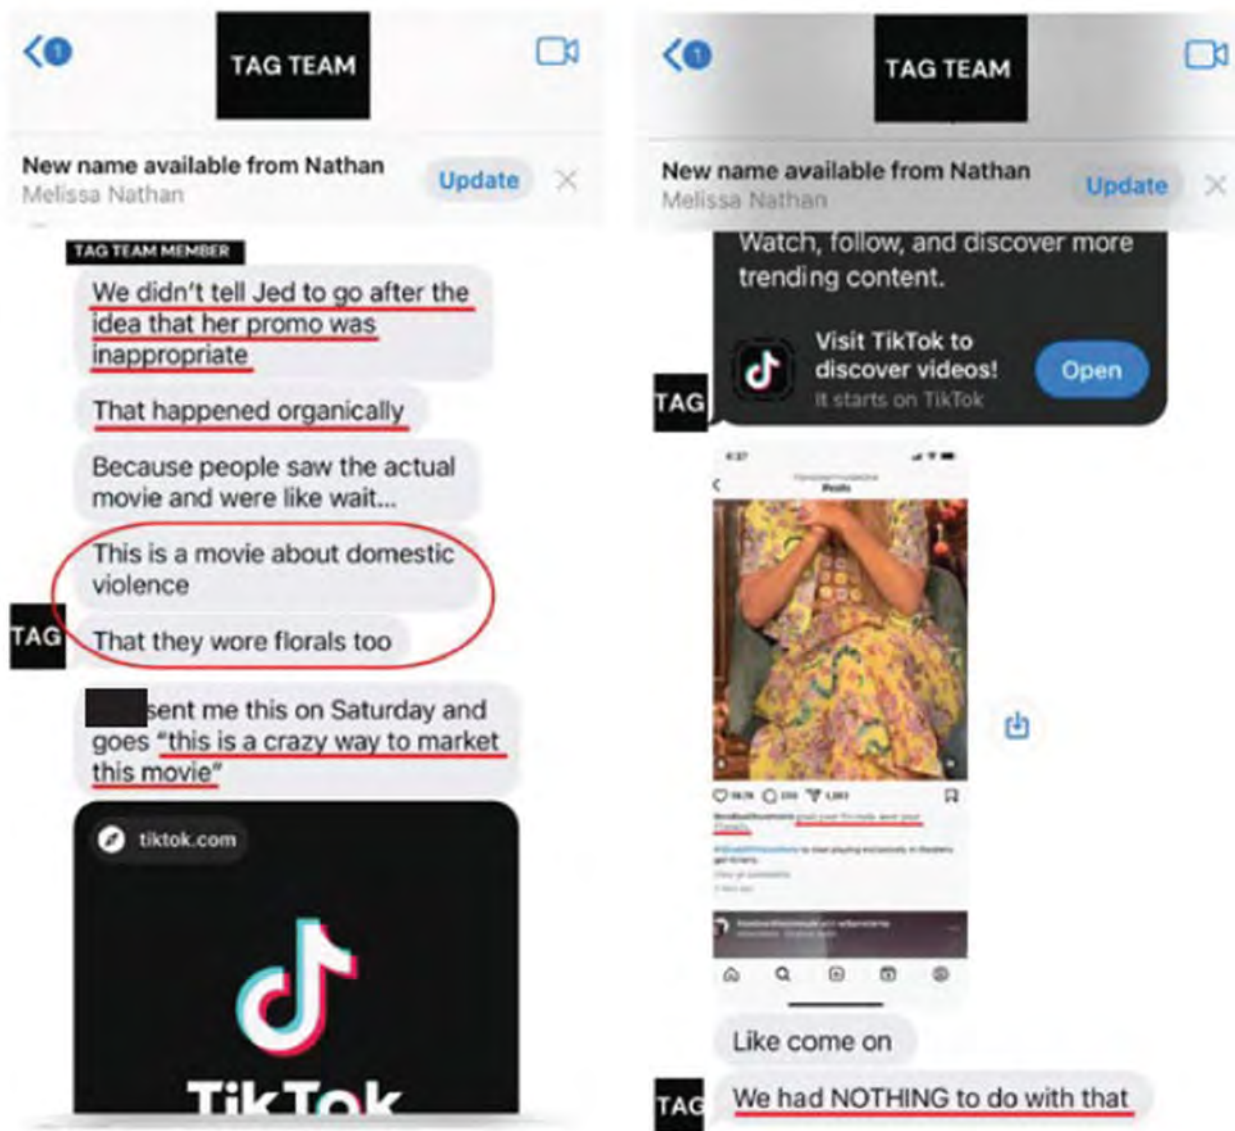 1
TAG TEAM
New name available from Nathan
Melissa Nathan
Update
TAG TEAM MEMBER
We didn't tell Jed to go after the
idea that her promo was
inappropriate
That happened organically
Because people saw the actual
movie and were like wait...
This is a movie about domestic
violence
TAG
That they wore florals too
sent me this on Saturday and
goes "this is a crazy way to market
this movie"
tiktok.com
TikTok
1
TAG TEAM
New name available from Nathan
Melissa Nathan
Update
Watch, follow, and discover more
trending content.
Visit TikTok to
discover videos!
It starts on TikTok
Open
TAG
4:37
Posts
Like come on
TAG
We had NOTHING to do with that